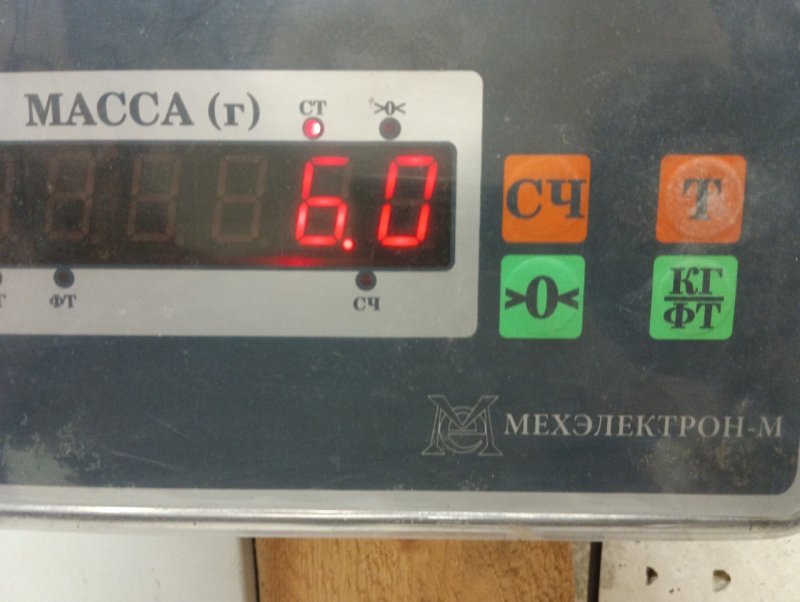 МАССА (г)
СТ
>0<
6.0
ФТ
СЧ
СЧ
Т
>0<
КГ
ФТ
МЕХЭЛЕКТРОН-М